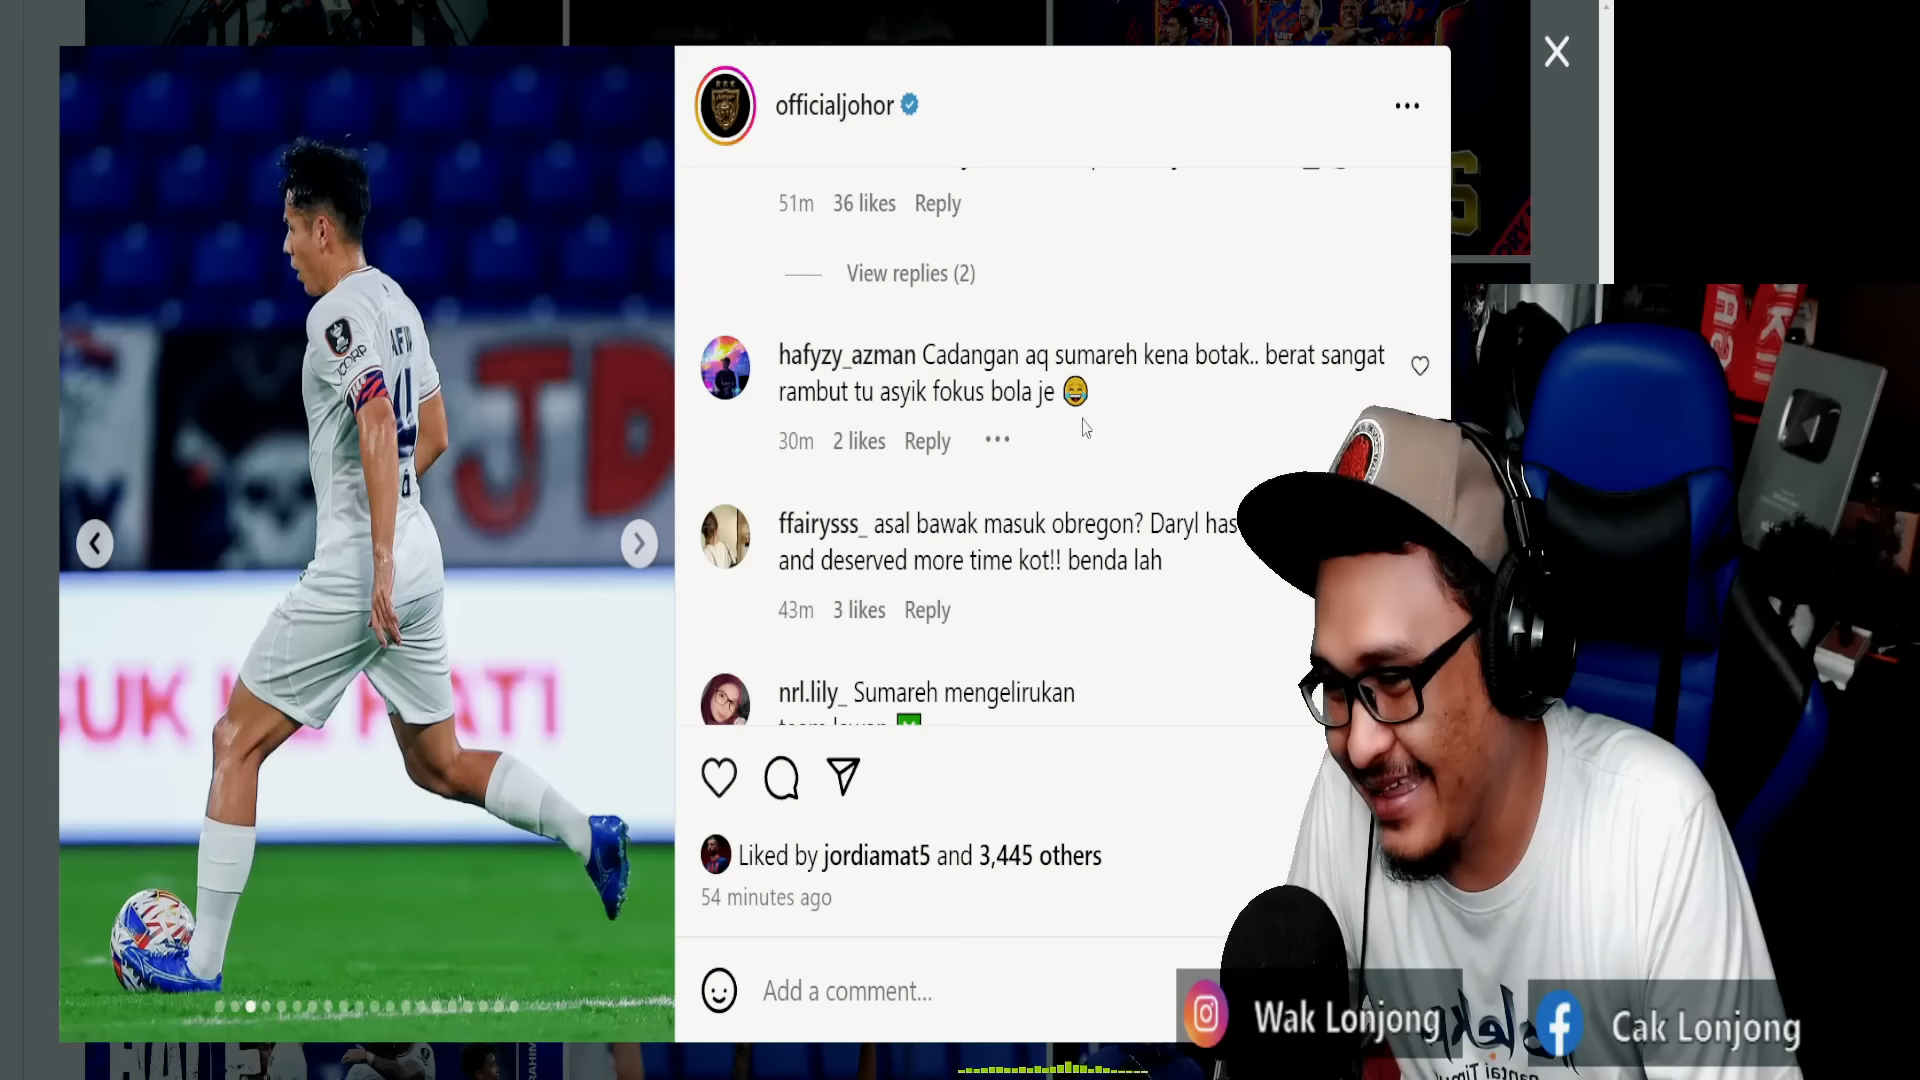 officialjohor
51m 36 likes Reply
View replies (2)
hafyzy_azman Cadangan aq sumareh kena botak.. berat sangat
rambut tu asyik fokus bola je 😂
30m 2 likes Reply
ffairysss_ asal bawak masuk obregon? Daryl has
and deserved more time kot!! benda lah
43m 3 likes Reply
nrl.lily_ Sumareh mengelirukan
Liked by jordiamat5 and 3,445 others
54 minutes ago
Add a comment...
Wak Lonjong
Cak Lonjong
JD